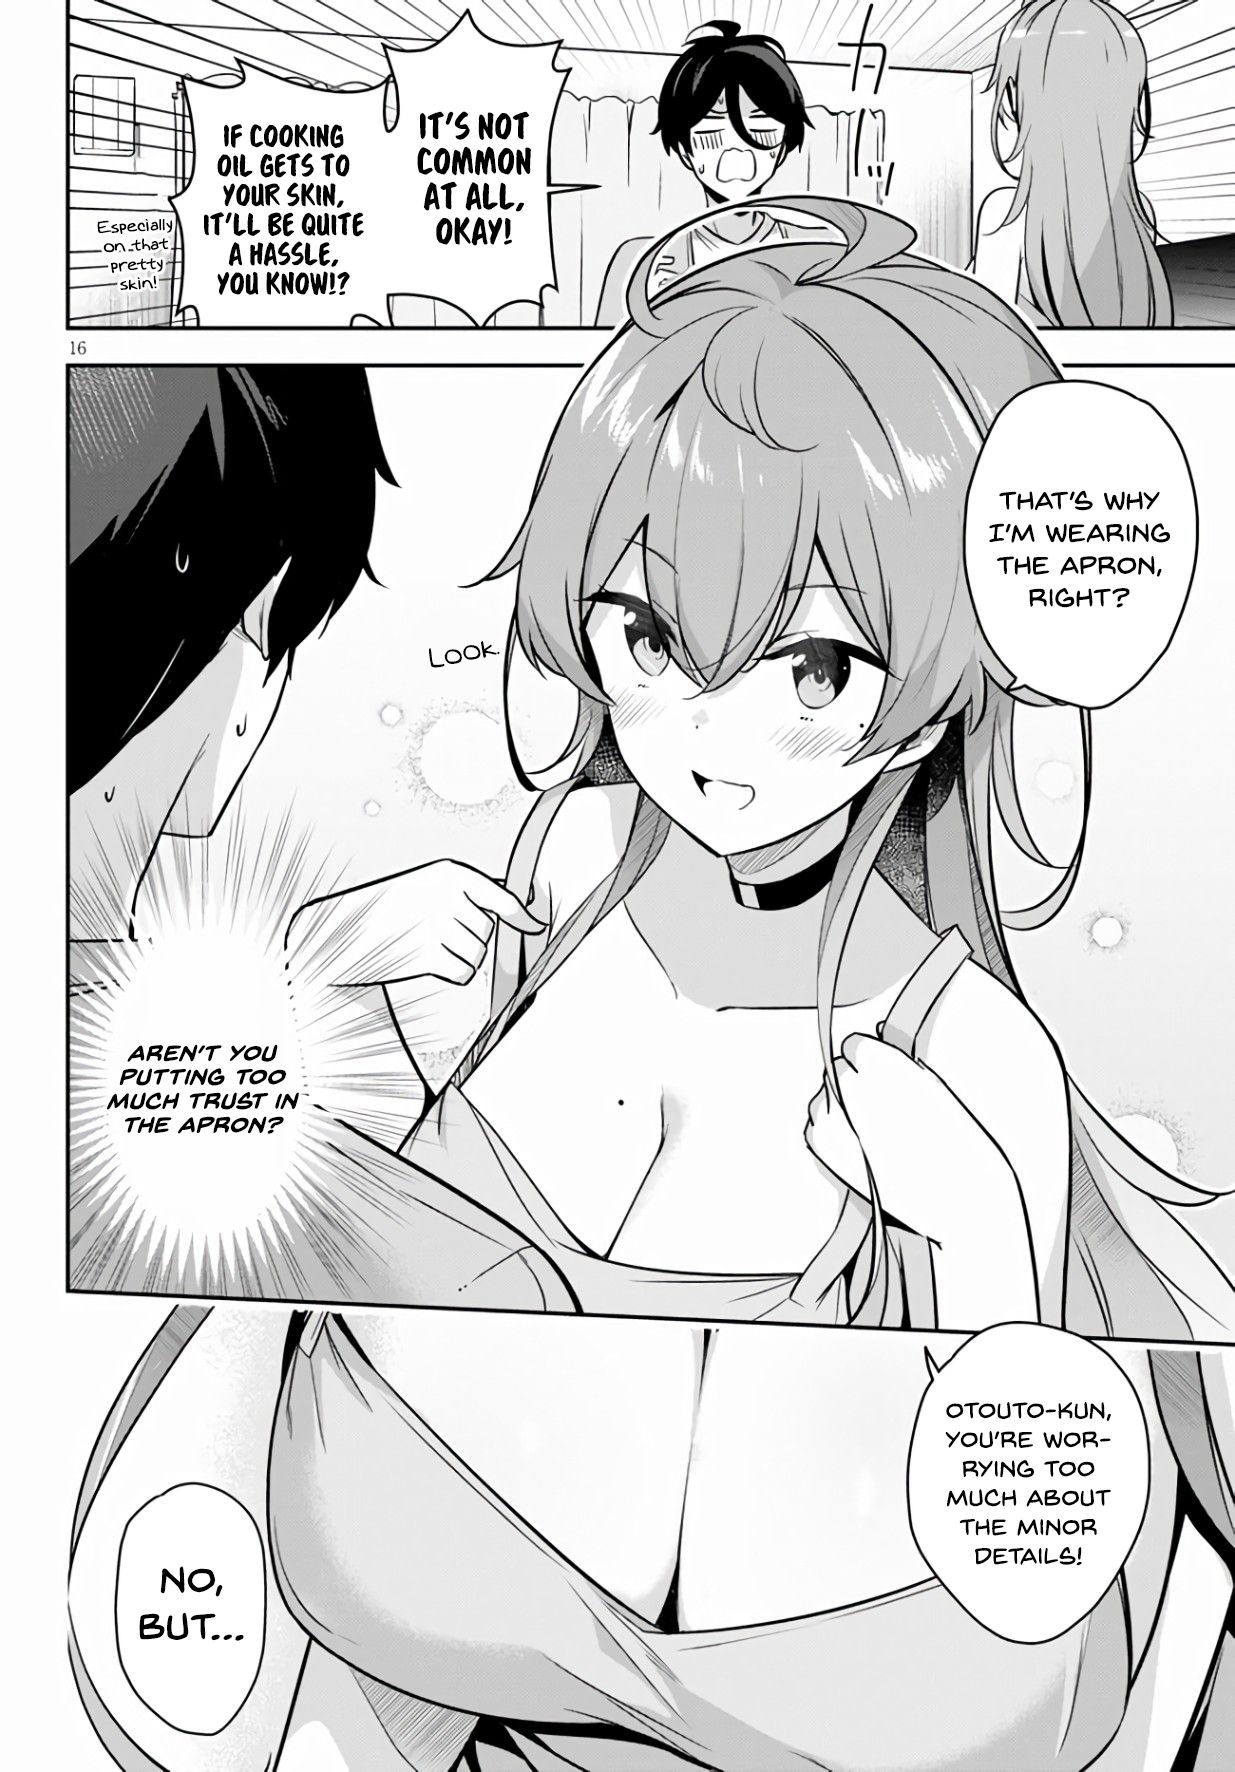 IT'S NOT
COMMON
AT ALL,
OKAY!
IF COOKING
OIL GETS TO
YOUR SKIN,
IT'LL BE QUITE
A HASSLE,
YOU KNOW!?
Especially
on that
pretty
skin!
16
THAT'S WHY
I'M WEARING
THE APRON,
RIGHT?
Look.
AREN'T YOU
PUTTING TOO
MUCH TRUST IN
THE APRON?
OTOUTO-KUN,
YOU'RE WOR-
RYING TOO
MUCH ABOUT
THE MINOR
DETAILS!
NO,
BUT...